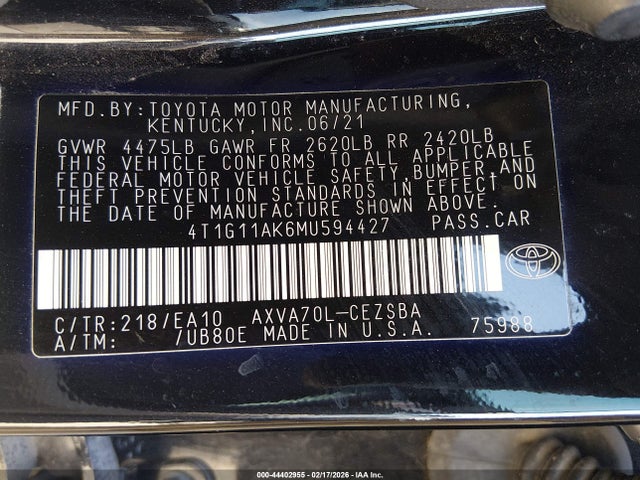 MFD.BY:TOYOTA MOTOR MANUFACTURING,
KENTUCKY,INC.06/21
GVWR 4475LB GAWR FR 2620LB RR 2420LB
THIS VEHICLE CONFORMS TO ALL APPLICABLE
FEDERAL MOTOR VEHICLE SAFETY,BUMPER,AND
THEFT PREVENTION STANDARDS IN EFFECT ON
THE DATE OF MANUFACTURE SHOWN ABOVE.
4T1G11AK6MU594427 PASS.CAR
C/TR:218/EA10 AXVA70L-CEZSBA
A/TM: /UB80E MADE IN U.S.A. 75988
000-44402955 - 02/17/2026 - IAA Inc.